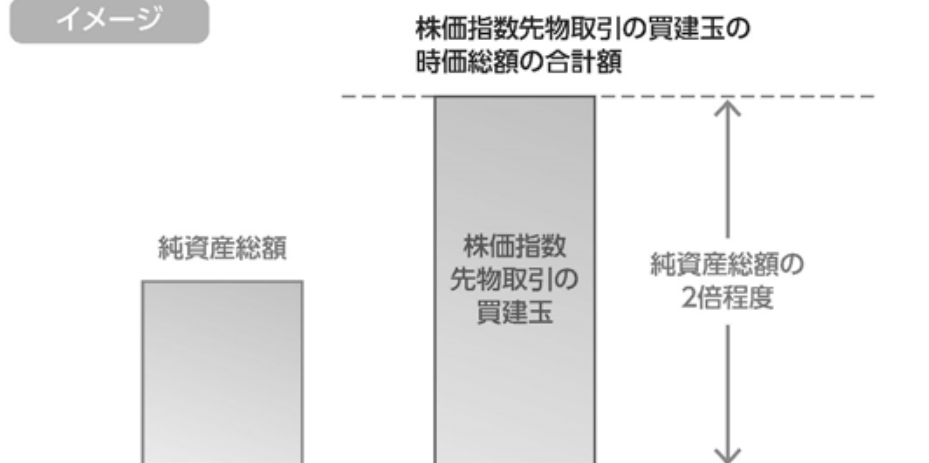 イメージ
株価指数先物取引の買建玉の
時価総額の合計額
純資産総額
株価指数
先物取引の
買建玉
純資産総額の
2倍程度